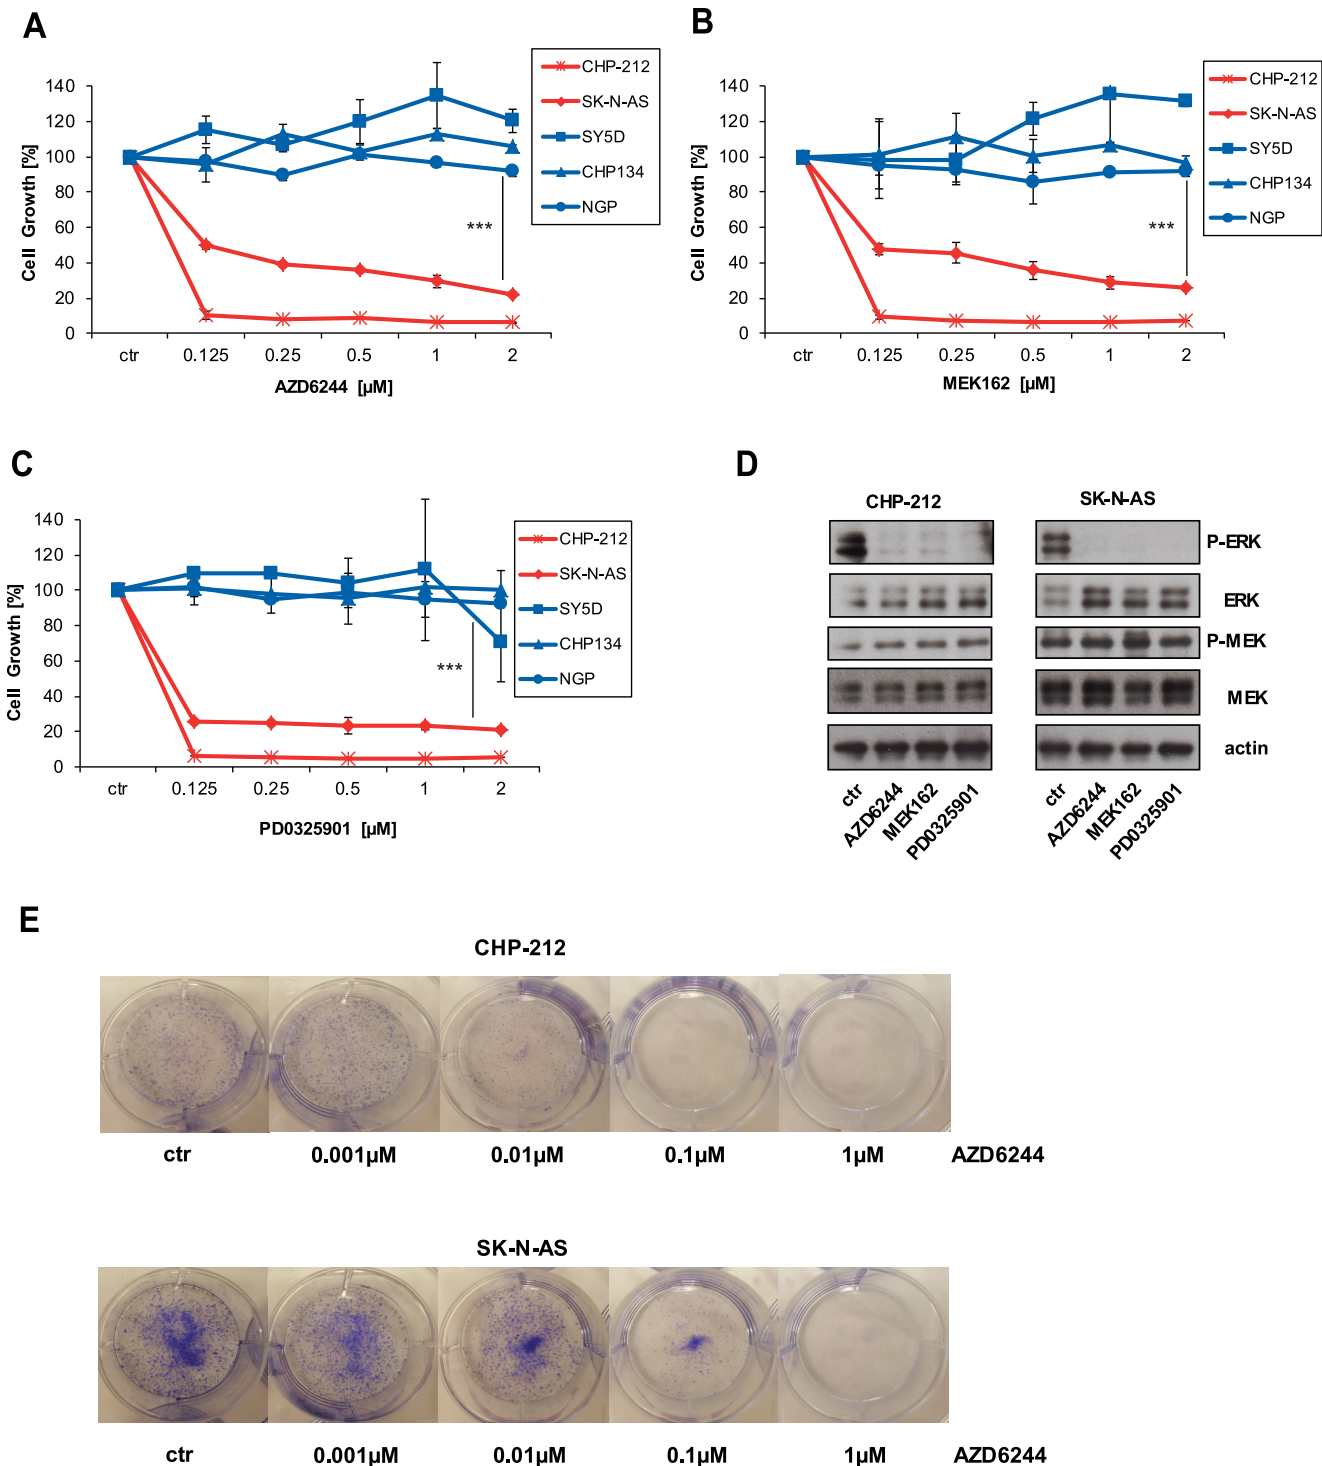 A
CHP-212
SK-N-AS
SY5D
CHP134
NGP
140
120
100
80
60
40
20
0
Cell Growth [%]
***
ctr 0.125 0.25 0.5 1 2
AZD6244 [µM]
B
CHP-212
SK-N-AS
SY5D
CHP134
NGP
140
120
100
80
60
40
20
0
Cell Growth [%]
***
ctr 0.125 0.25 0.5 1 2
MEK162 [µM]
C
CHP-212
SK-N-AS
SY5D
CHP134
NGP
140
120
100
80
60
40
20
0
Cell Growth [%]
***
ctr 0.125 0.25 0.5 1 2
PD0325901 [µM]
D
CHP-212 SK-N-AS
P-ERK
ERK
P-MEK
MEK
actin
ctr AZD6244 MEK162 PD0325901 ctr AZD6244 MEK162 PD0325901
E
CHP-212
ctr 0.001µM 0.01µM 0.1µM 1µM AZD6244
SK-N-AS
ctr 0.001µM 0.01µM 0.1µM 1µM AZD6244